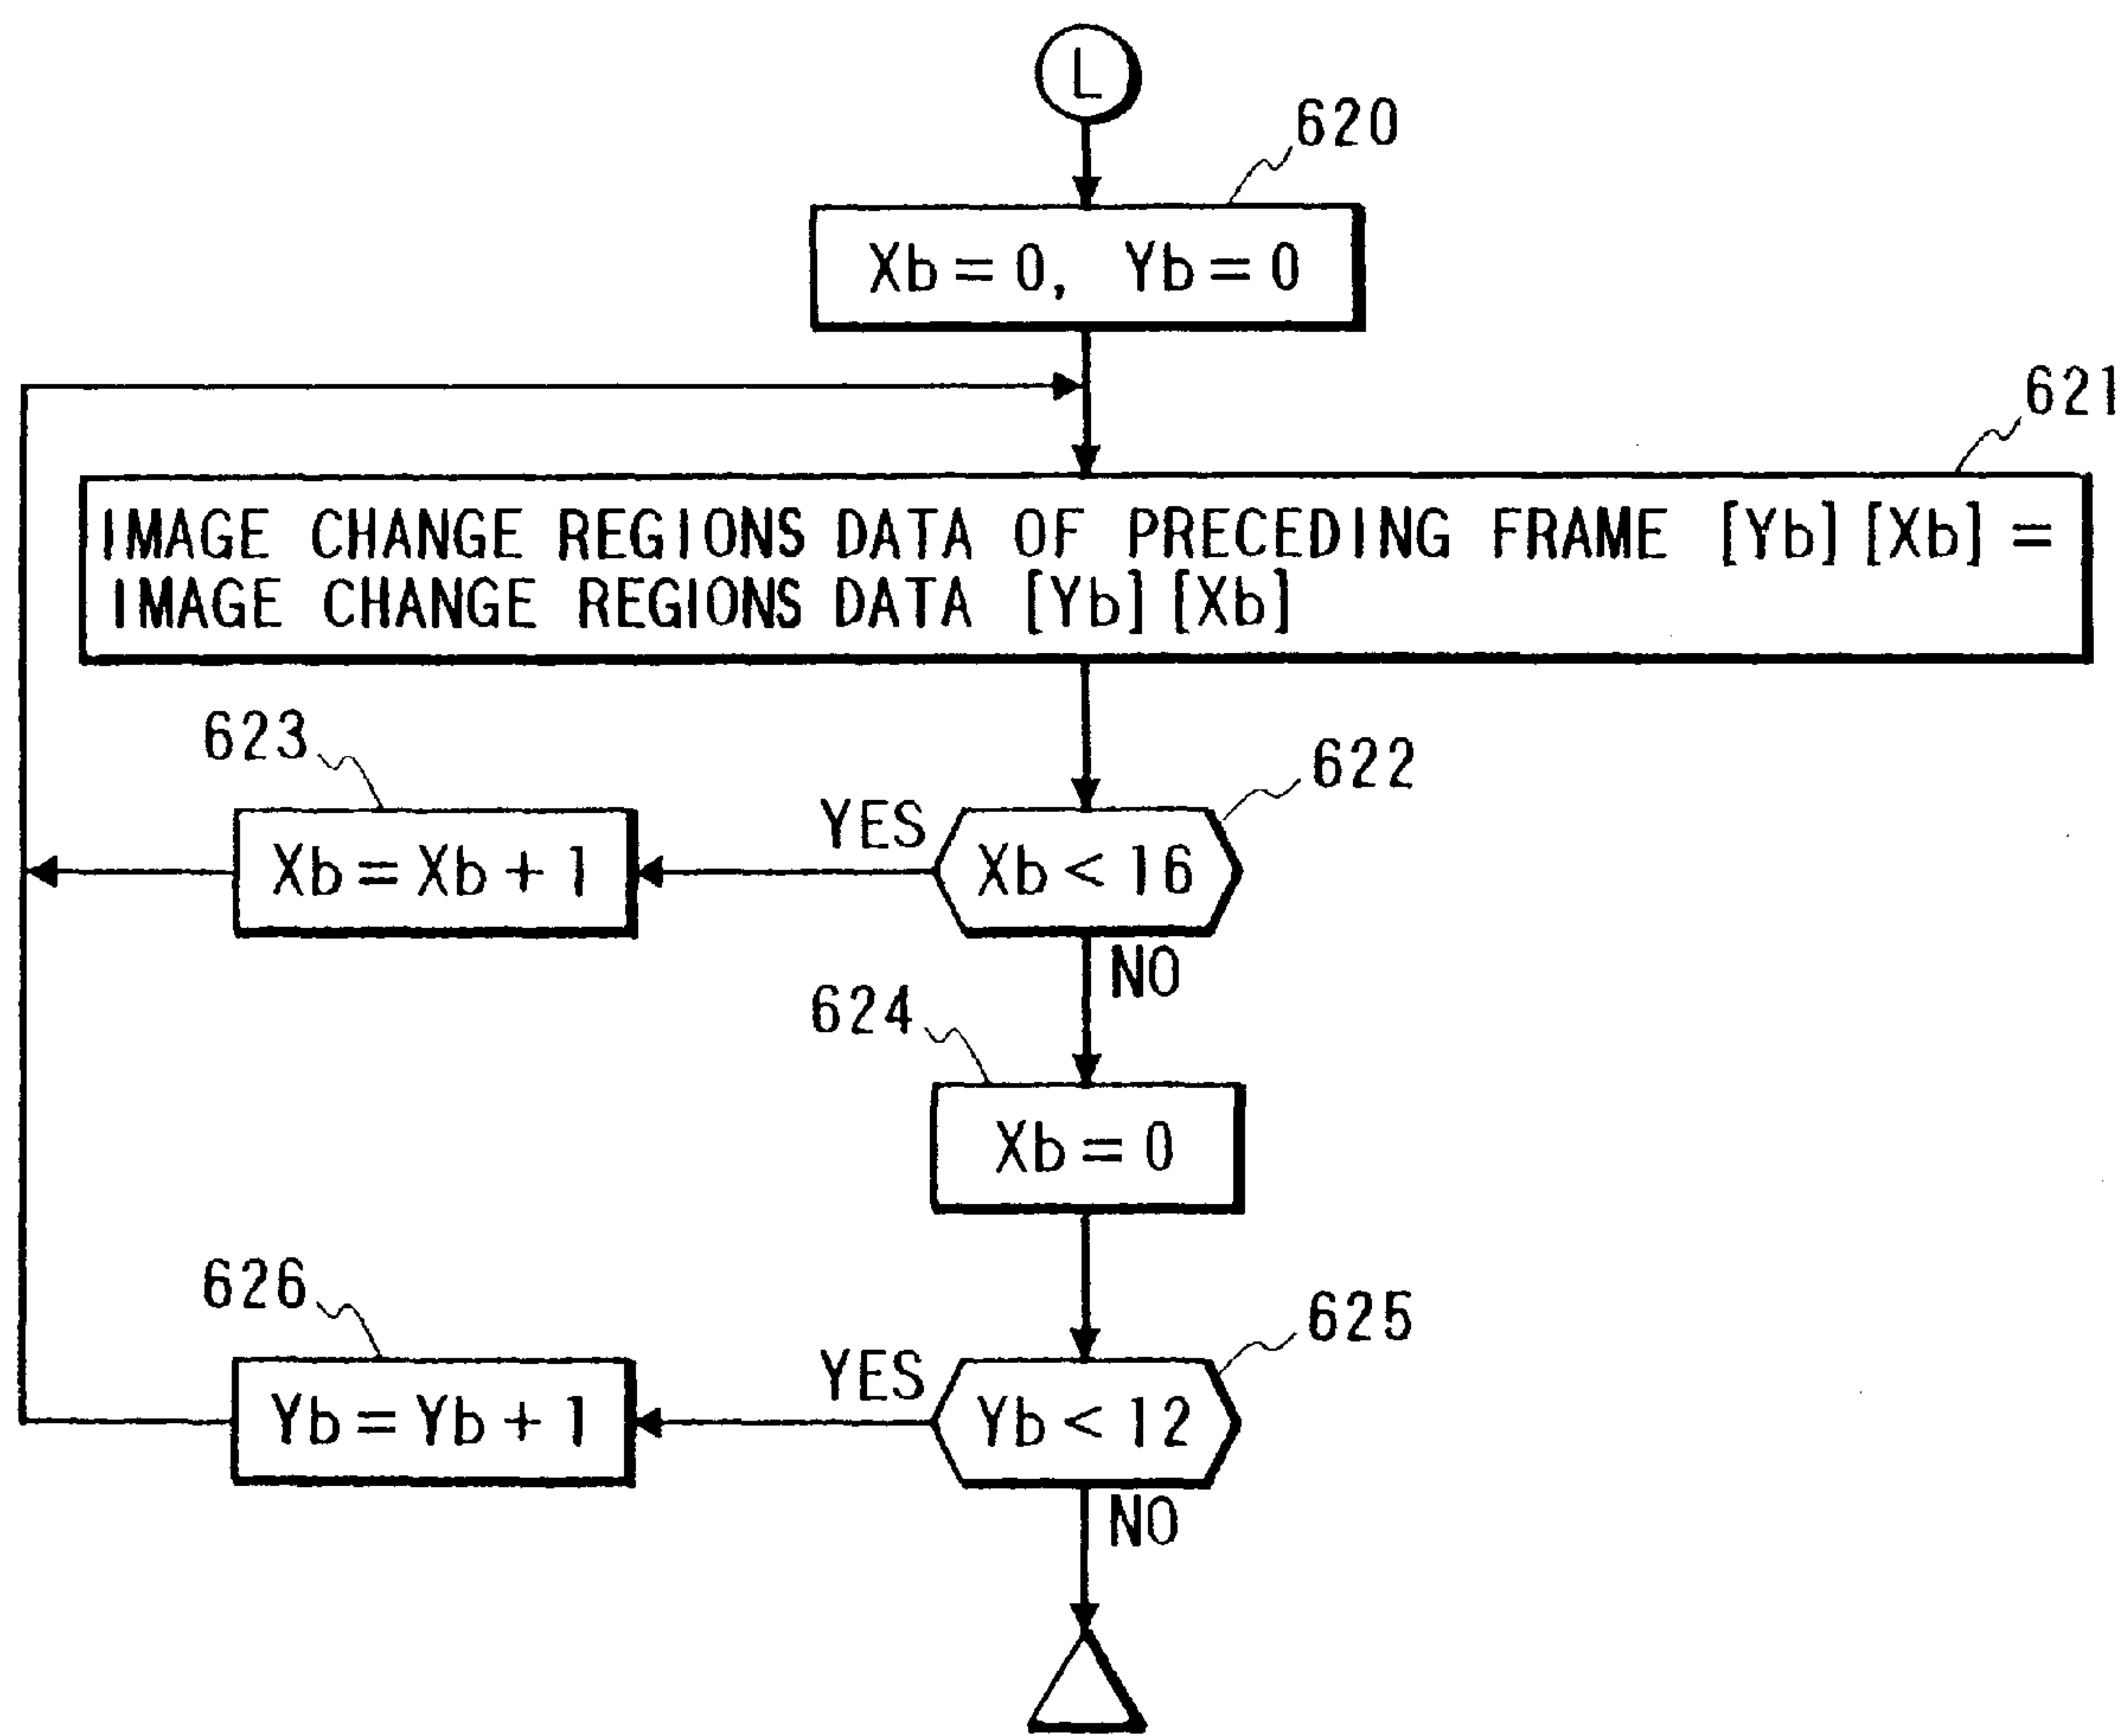 L
620
Xb=0, Yb=0
621
IMAGE CHANGE REGIONS DATA OF PRECEDING FRAME [Yb][Xb]=
IMAGE CHANGE REGIONS DATA [Yb][Xb]
623
622
YES
Xb=Xb+1
Xb<16
NO
624
Xb=0
626
625
YES
Yb=Yb+1
Yb<12
NO